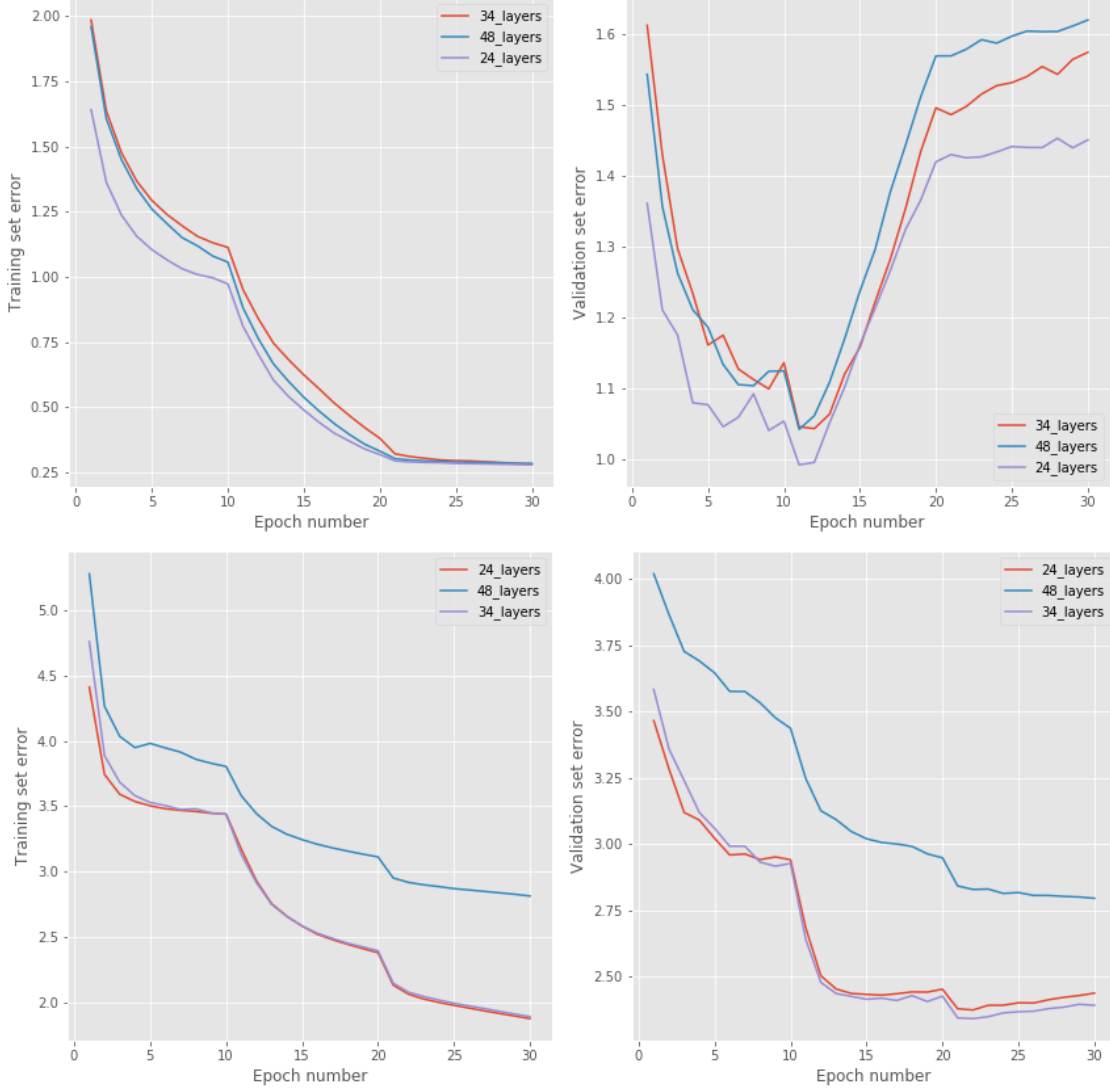 2.00
1.75
1.50
1.25
1.00
0.75
0.50
0.25
Training set error
0 5 10 15 20 25 30
Epoch number
34_layers
48_layers
24_layers
1.6
1.5
1.4
1.3
1.2
1.1
1.0
Validation set error
0 5 10 15 20 25 30
Epoch number
34_layers
48_layers
24_layers
5.0
4.5
4.0
3.5
3.0
2.5
2.0
Training set error
0 5 10 15 20 25 30
Epoch number
24_layers
48_layers
34_layers
4.00
3.75
3.50
3.25
3.00
2.75
2.50
Validation set error
0 5 10 15 20 25 30
Epoch number
24_layers
48_layers
34_layers